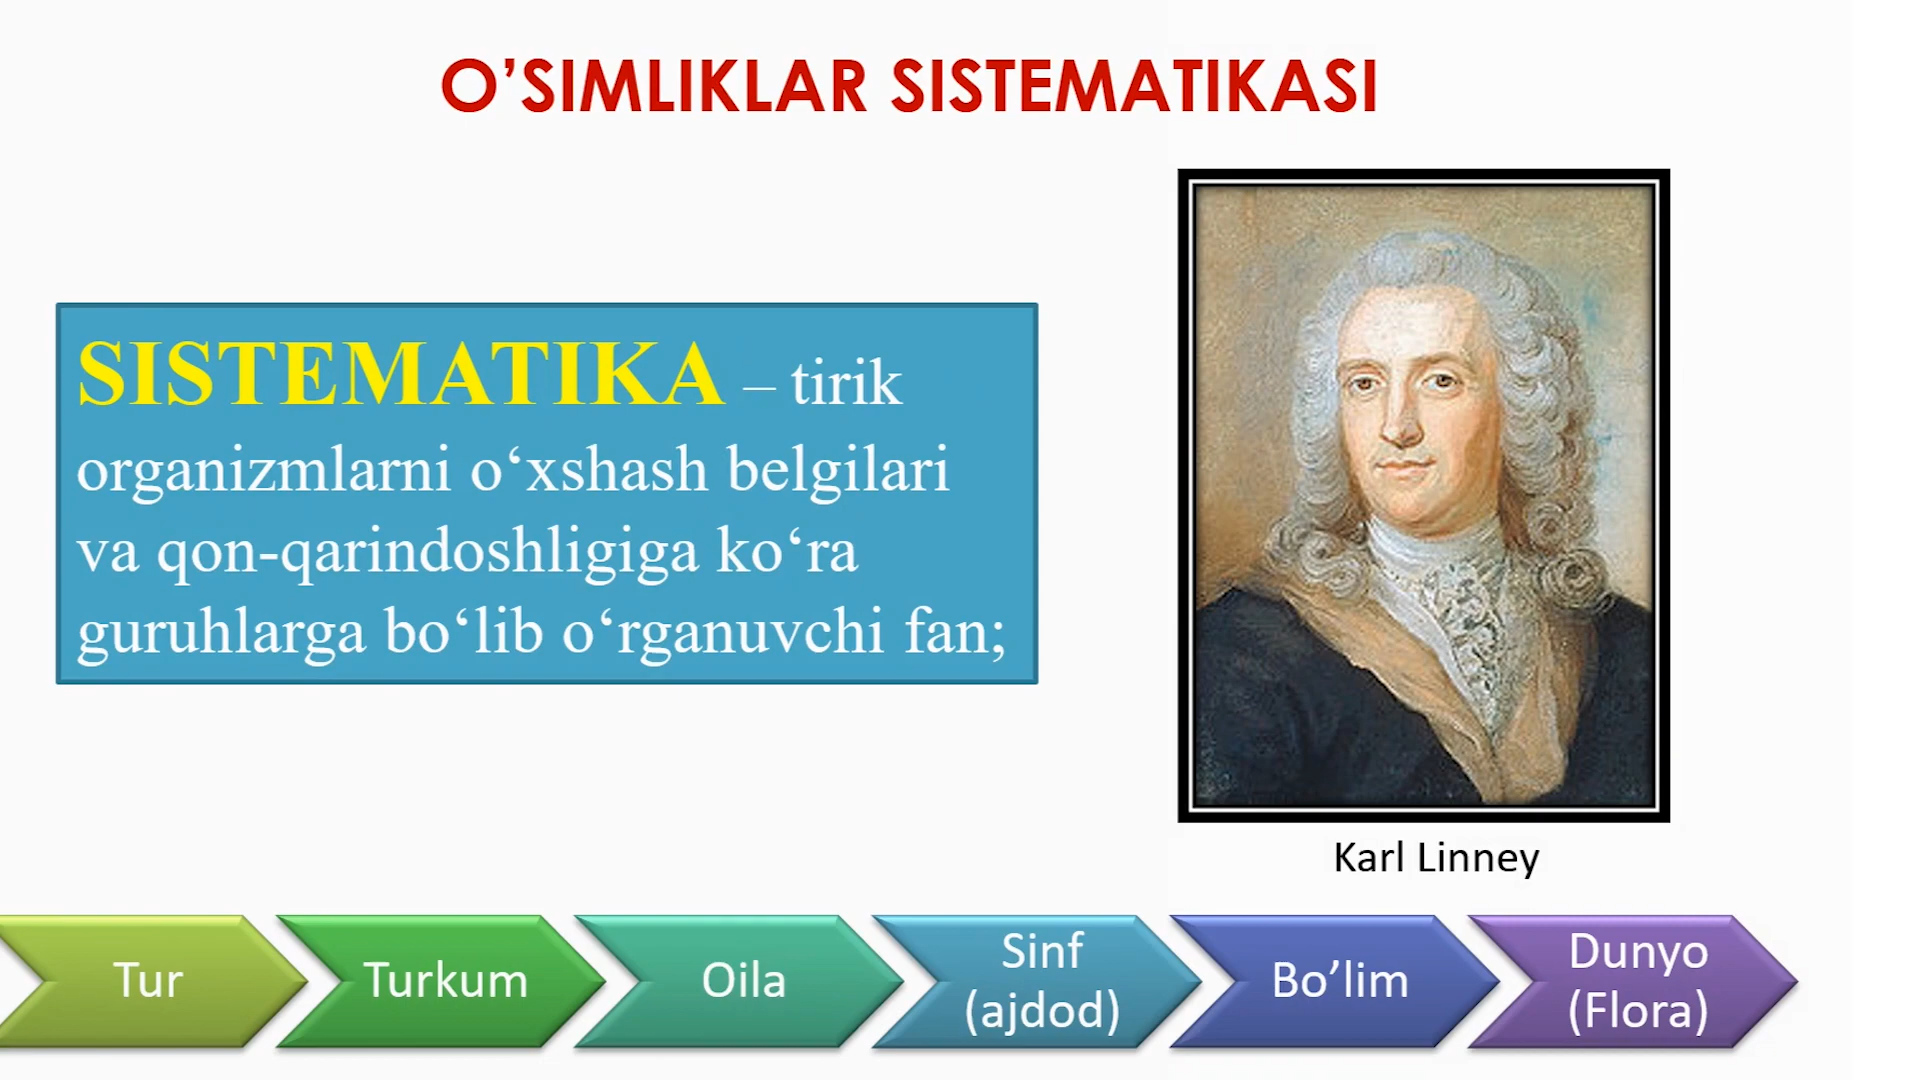 O’SIMLIKLAR SISTEMATIKASI
SISTEMATIKA – tirik
organizmlarni o‘xshash belgilari
va qon-qarindoshligiga ko‘ra
guruhlarga bo‘lib o‘rganuvchi fan;
Karl Linney
Tur
Turkum
Oila
Sinf
(ajdod)
Bo’lim
Dunyo
(Flora)